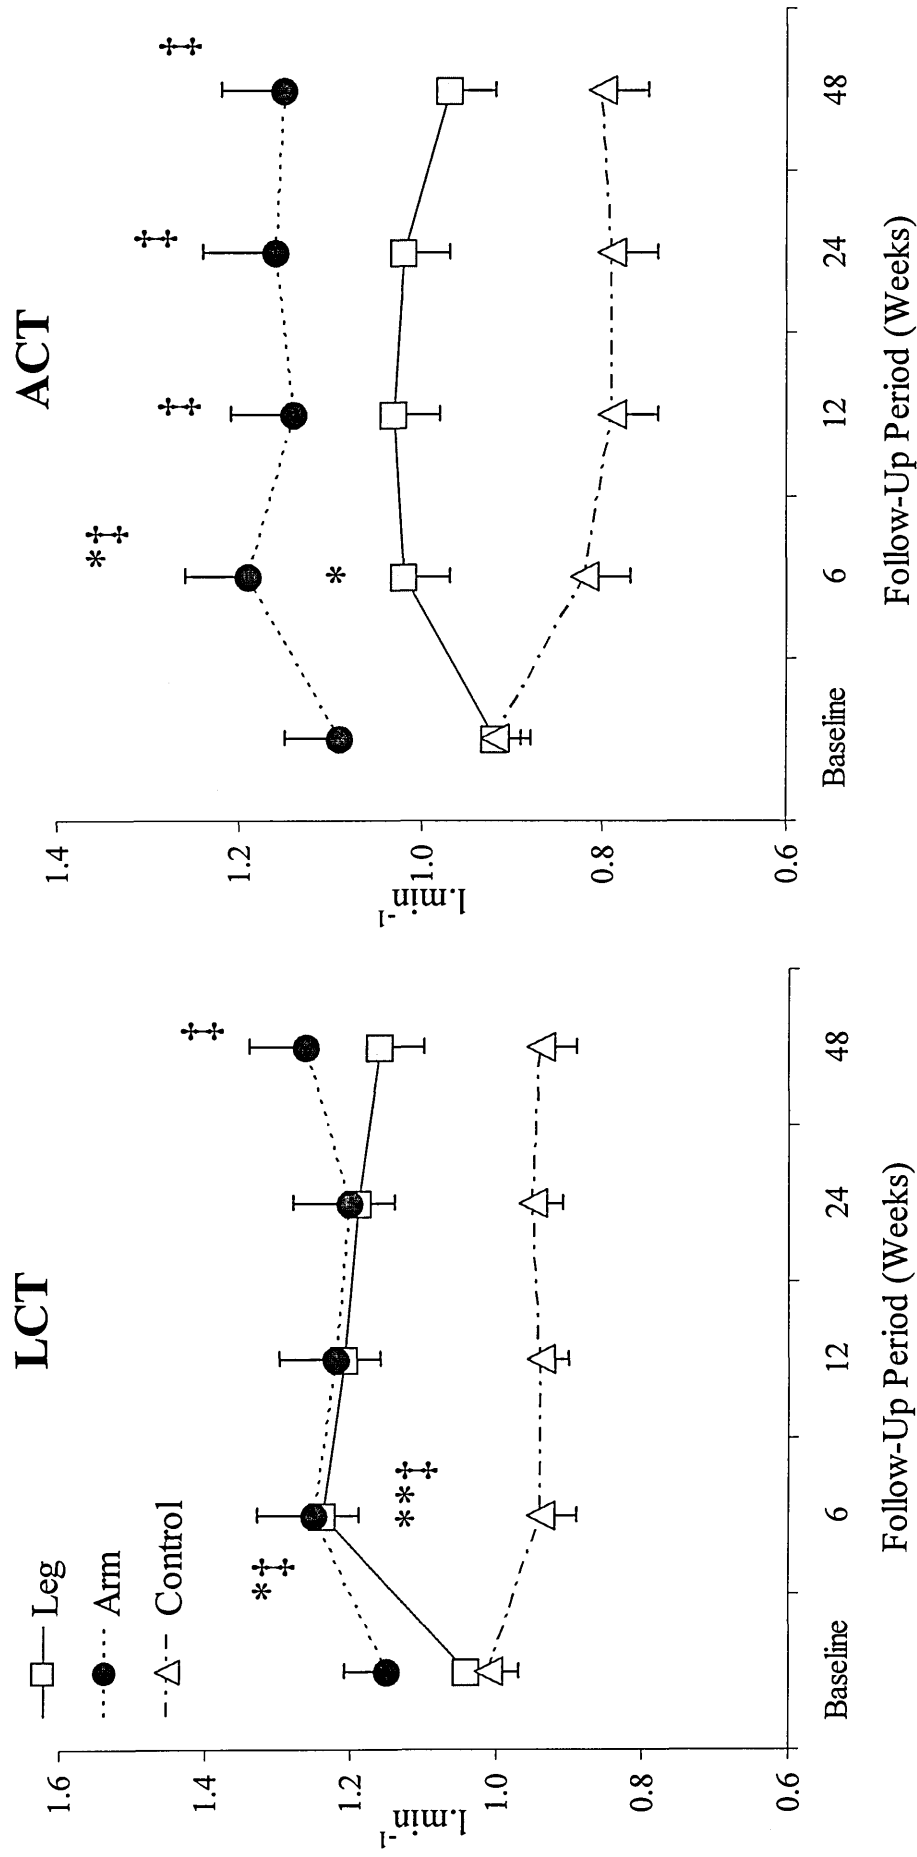 LCT
Leg
Arm
Control
1.6
1.4
1.2
1.0
0.8
0.6
l.min-1
* ‡‡
** ‡‡
‡‡
Baseline 6 12 24 48
Follow-Up Period (Weeks)
ACT
1.4
1.2
1.0
0.8
0.6
l.min-1
* ‡‡
*
‡‡
‡‡
‡‡
Baseline 6 12 24 48
Follow-Up Period (Weeks)